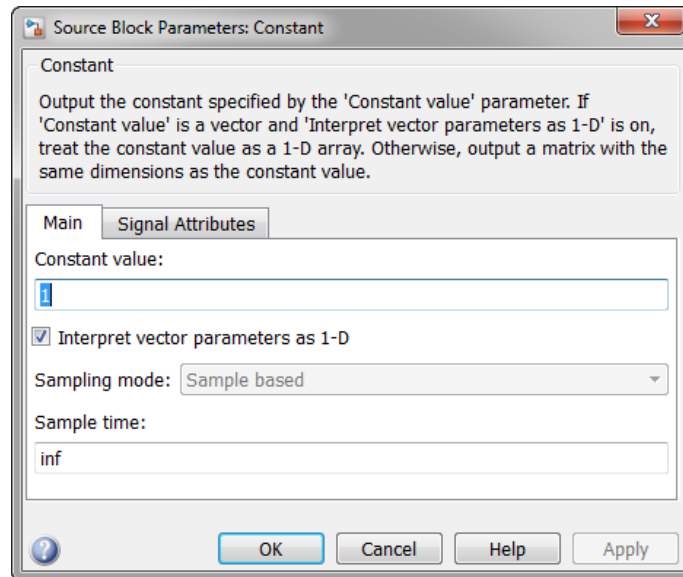 Source Block Parameters: Constant
Constant
Output the constant specified by the 'Constant value' parameter. If
'Constant value' is a vector and 'Interpret vector parameters as 1-D' is on,
treat the constant value as a 1-D array. Otherwise, output a matrix with the
same dimensions as the constant value.
Main Signal Attributes
Constant value:
1
Interpret vector parameters as 1-D
Sampling mode: Sample based
Sample time:
inf
OK Cancel Help Apply